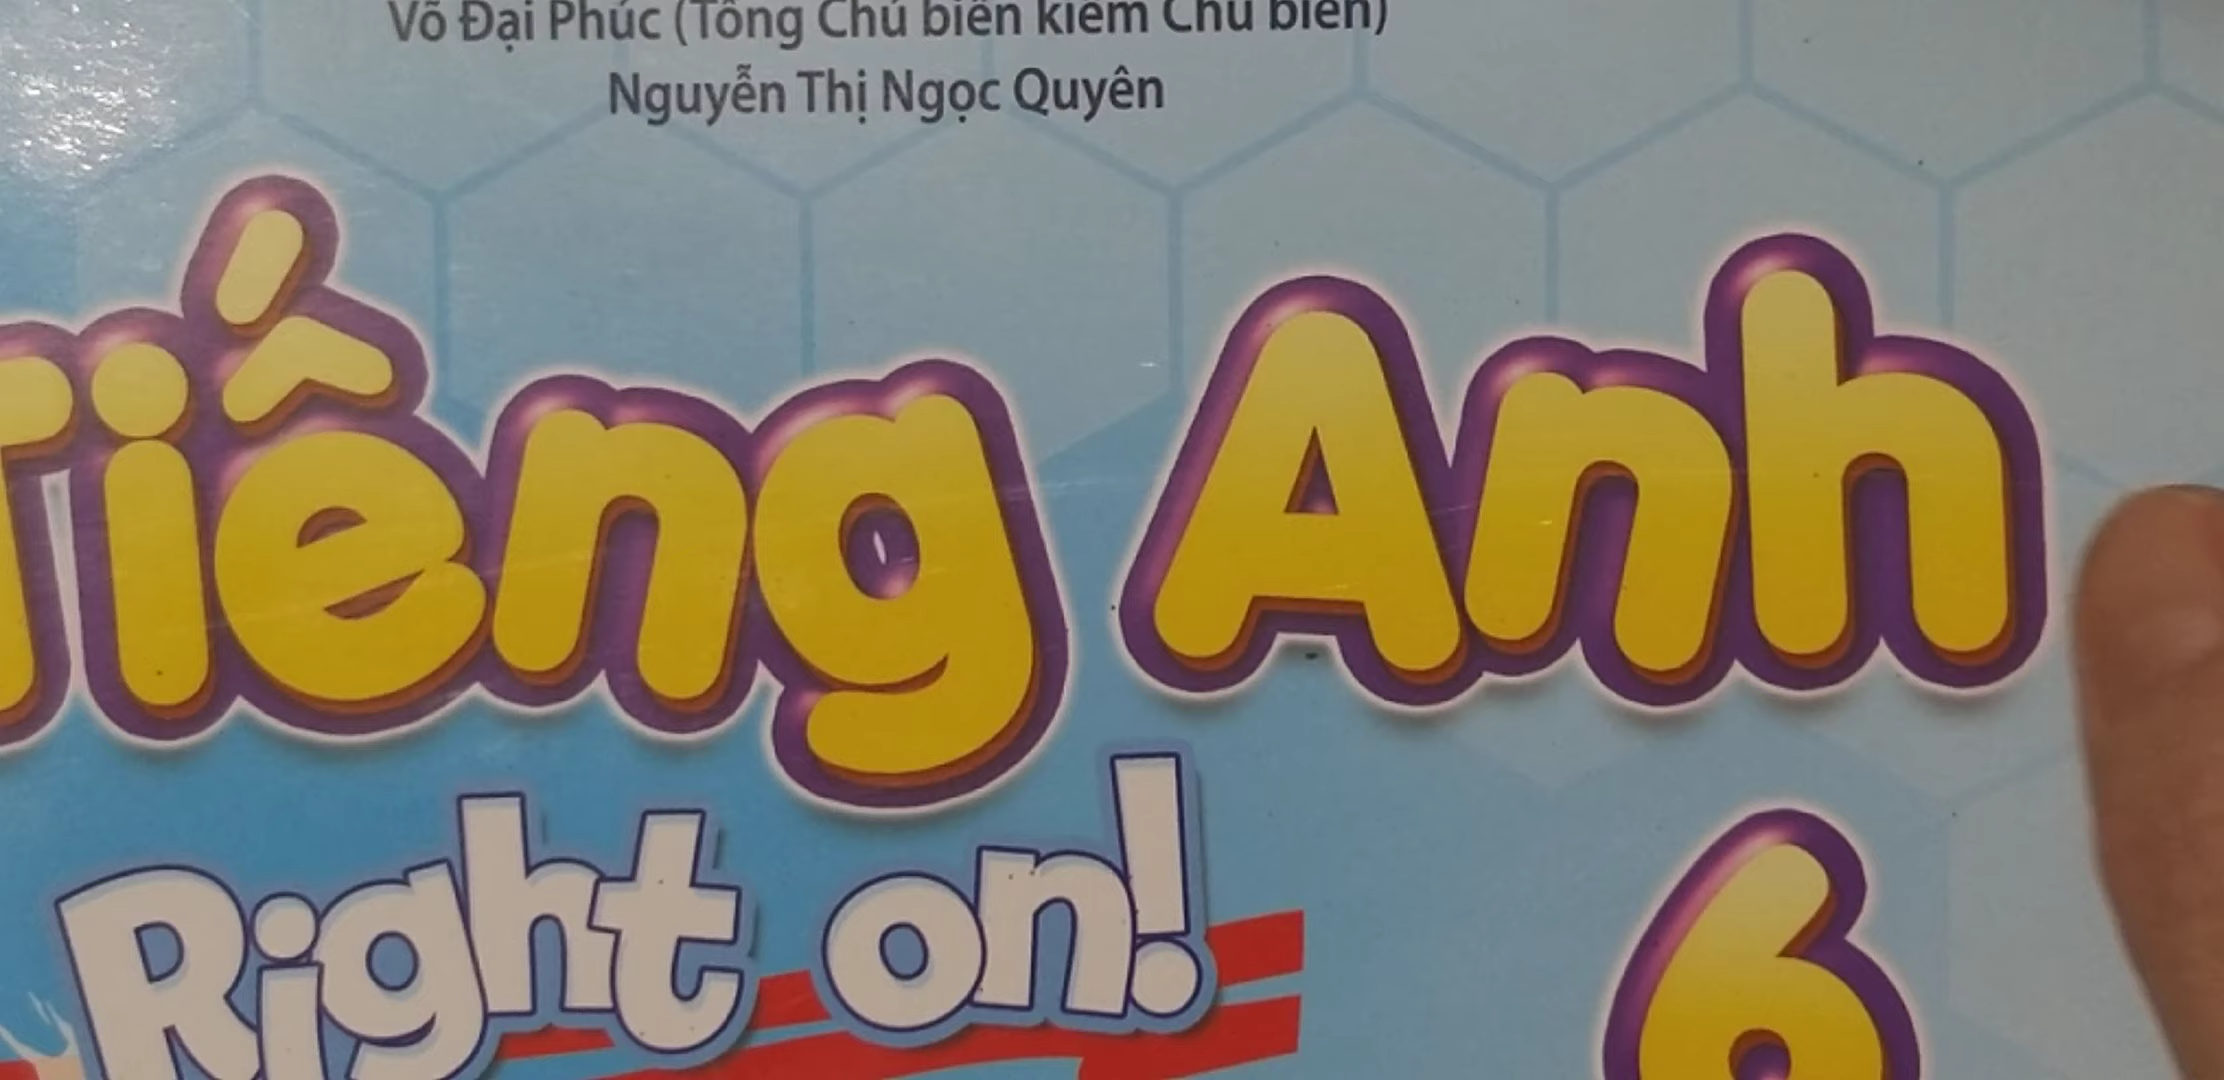 Võ Đại Phúc (Tổng Chủ biên kiêm Chủ biên)
Nguyễn Thị Ngọc Quyên
Tiếng Anh
Right on!
6